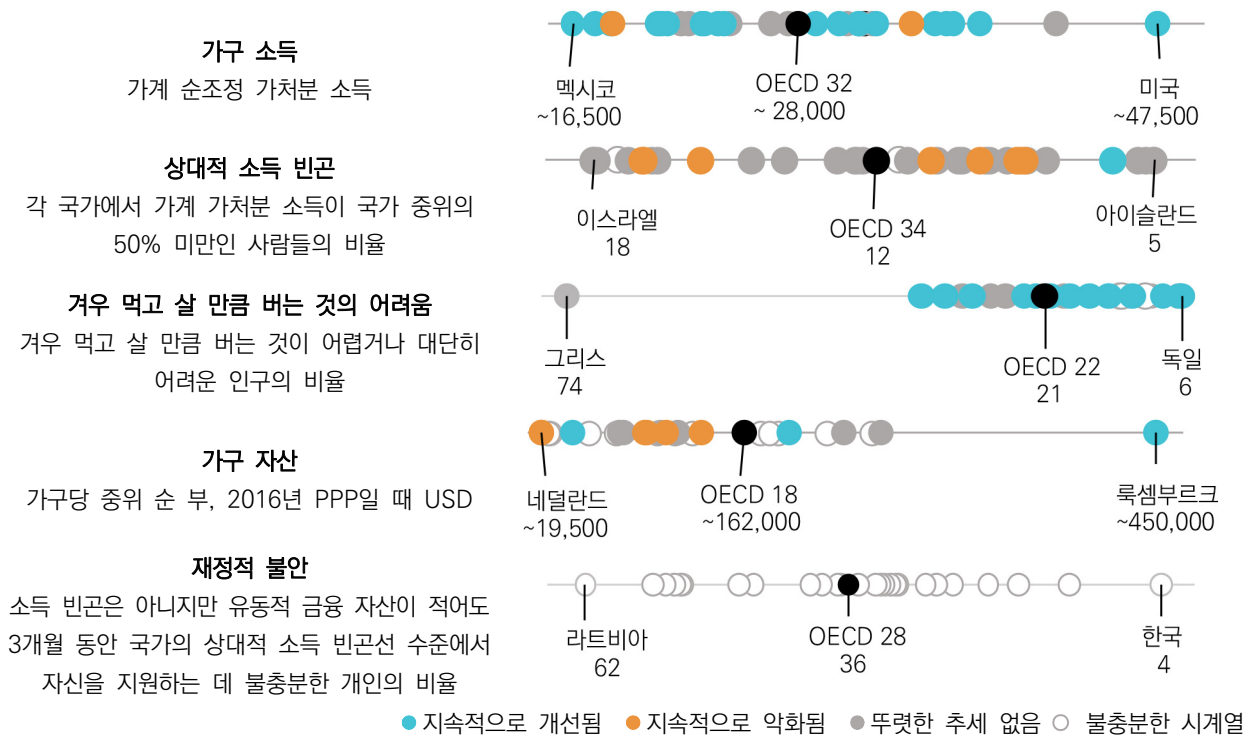 가구 소득
가계 순조정 가처분 소득
멕시코
~16,500
OECD 32
~ 28,000
미국
~47,500
상대적 소득 빈곤
각 국가에서 가계 가처분 소득이 국가 중위의
50% 미만인 사람들의 비율
이스라엘
18
OECD 34
12
아이슬란드
5
겨우 먹고 살 만큼 버는 것의 어려움
겨우 먹고 살 만큼 버는 것이 어렵거나 대단히
어려운 인구의 비율
그리스
74
OECD 22
21
독일
6
가구 자산
가구당 중위 순 부, 2016년 PPP일 때 USD
네덜란드
~19,500
OECD 18
~162,000
룩셈부르크
~450,000
재정적 불안
소득 빈곤은 아니지만 유동적 금융 자산이 적어도
3개월 동안 국가의 상대적 소득 빈곤선 수준에서
자신을 지원하는 데 불충분한 개인의 비율
라트비아
62
OECD 28
36
한국
4
지속적으로 개선됨 지속적으로 악화됨 뚜렷한 추세 없음 불충분한 시계열